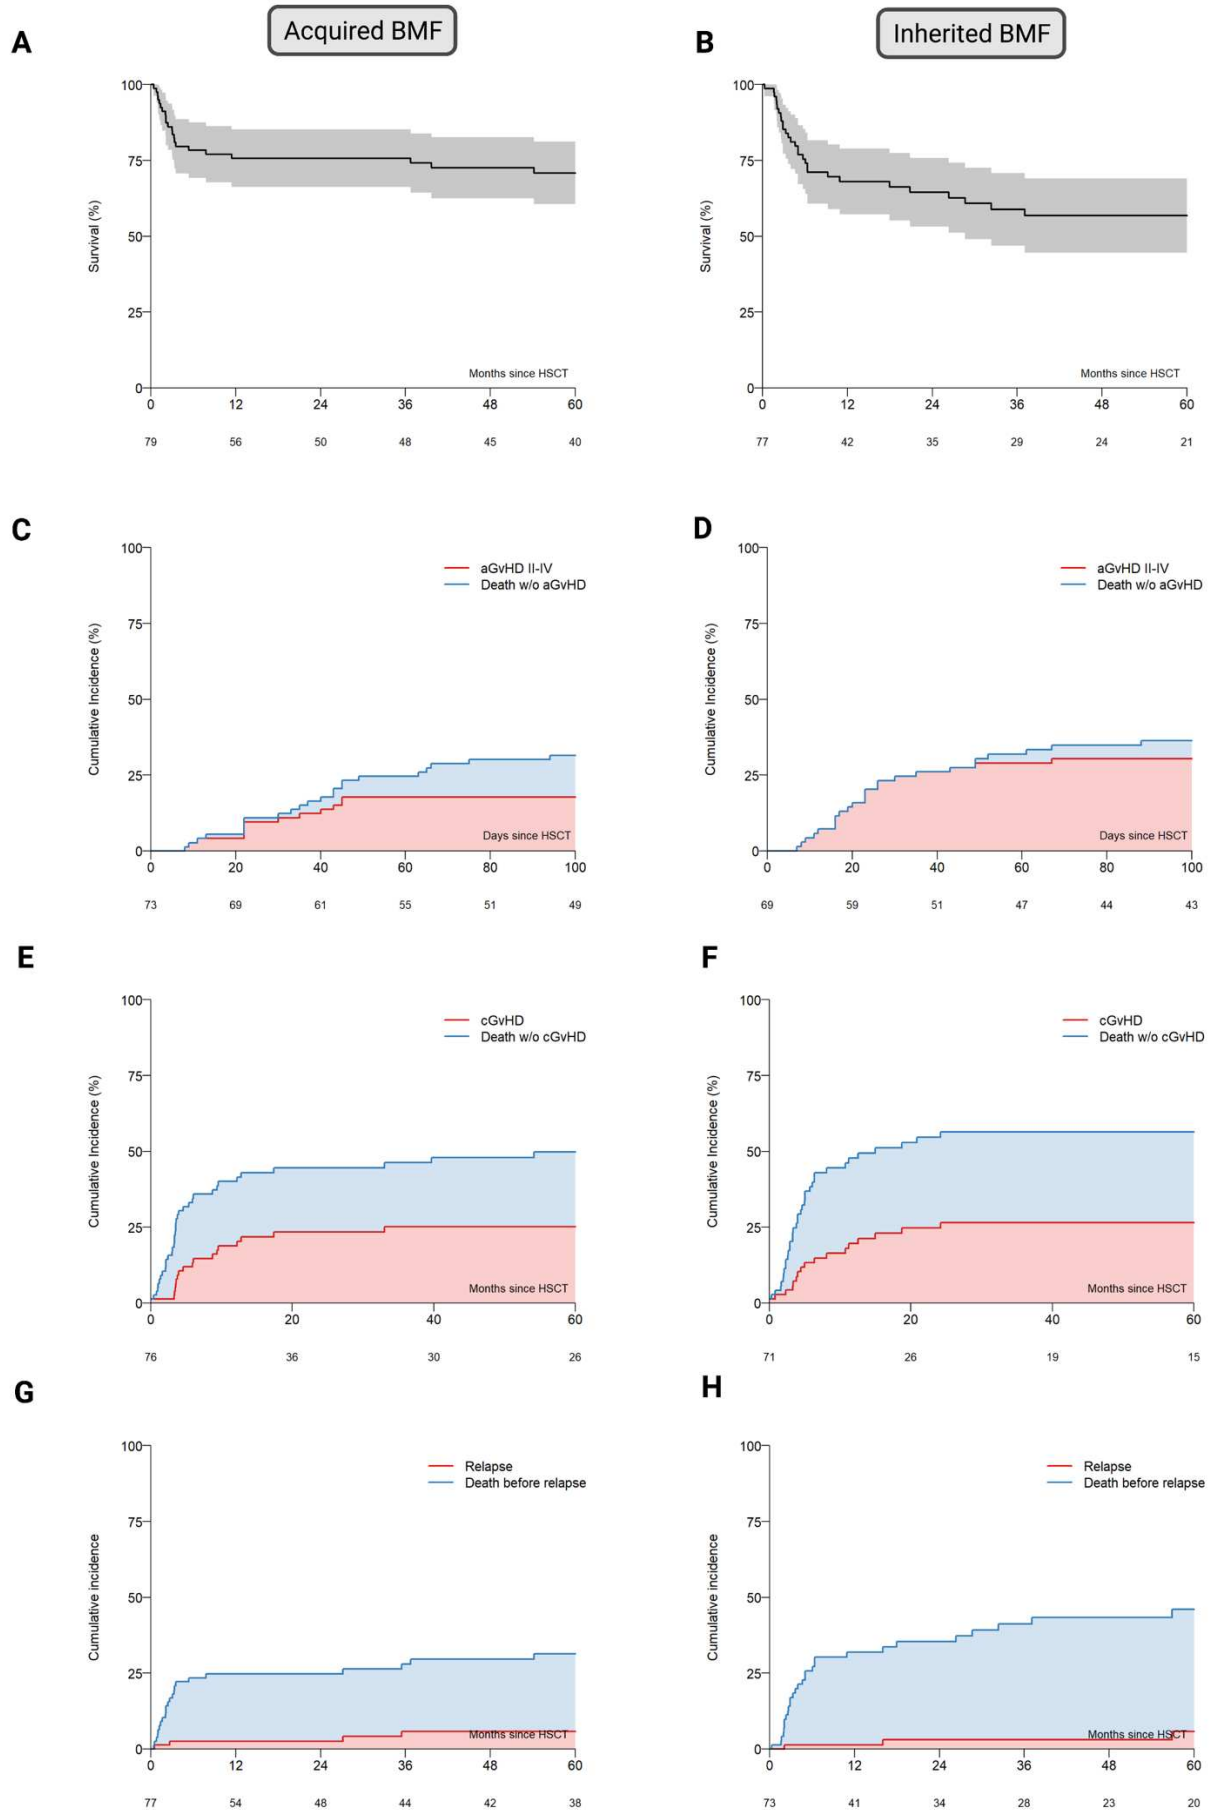 Acquired BMF
Inherited BMF
A
100
75
50
25
0
Survival (%)
Months since HSCT
0 12 24 36 48 60
79 56 50 48 45 40
B
100
75
50
25
0
Survival (%)
Months since HSCT
0 12 24 36 48 60
77 42 35 29 24 21
C
100
75
50
25
0
Cumulative Incidence (%)
aGvHD II-IV
Death w/o aGvHD
Days since HSCT
0 20 40 60 80 100
73 69 61 55 51 49
D
100
75
50
25
0
Cumulative Incidence (%)
aGvHD II-IV
Death w/o aGvHD
Days since HSCT
0 20 40 60 80 100
69 59 51 47 44 43
E
100
75
50
25
0
Cumulative Incidence (%)
cGvHD
Death w/o cGvHD
Months since HSCT
0 20 40 60
76 36 30 26
F
100
75
50
25
0
Cumulative Incidence (%)
cGvHD
Death w/o cGvHD
Months since HSCT
0 20 40 60
71 26 19 15
G
100
75
50
25
0
Cumulative incidence
Relapse
Death before relapse
Months since HSCT
0 12 24 36 48 60
77 54 48 44 42 38
H
100
75
50
25
0
Cumulative incidence
Relapse
Death before relapse
Months since HSCT
0 12 24 36 48 60
73 41 34 28 23 20